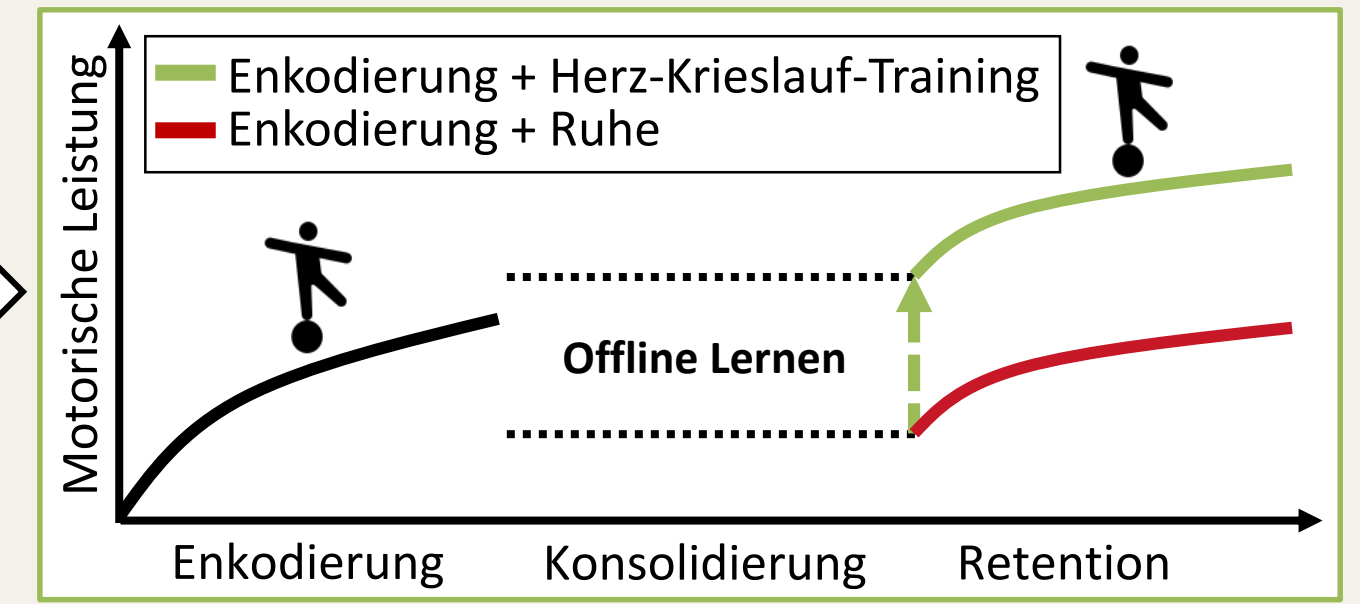 Motorische Leistung
Enkodierung + Herz-Krieslauf-Training
Enkodierung + Ruhe
Offline Lernen
Enkodierung
Konsolidierung
Retention